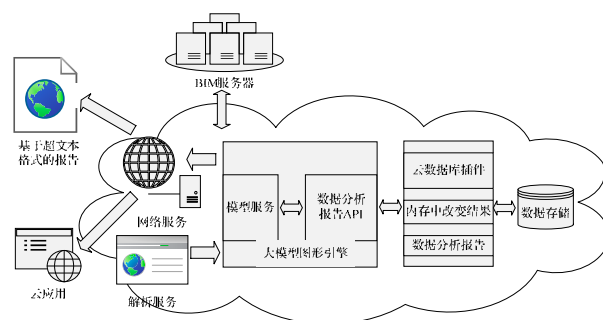 BIM服务器
基于超文本
格式的报告
网络服务
云应用
解析服务
模型服务
数据分析
报告API
大模型图形引擎
云数据库插件
内存中改变结果
数据分析报告
数据存储